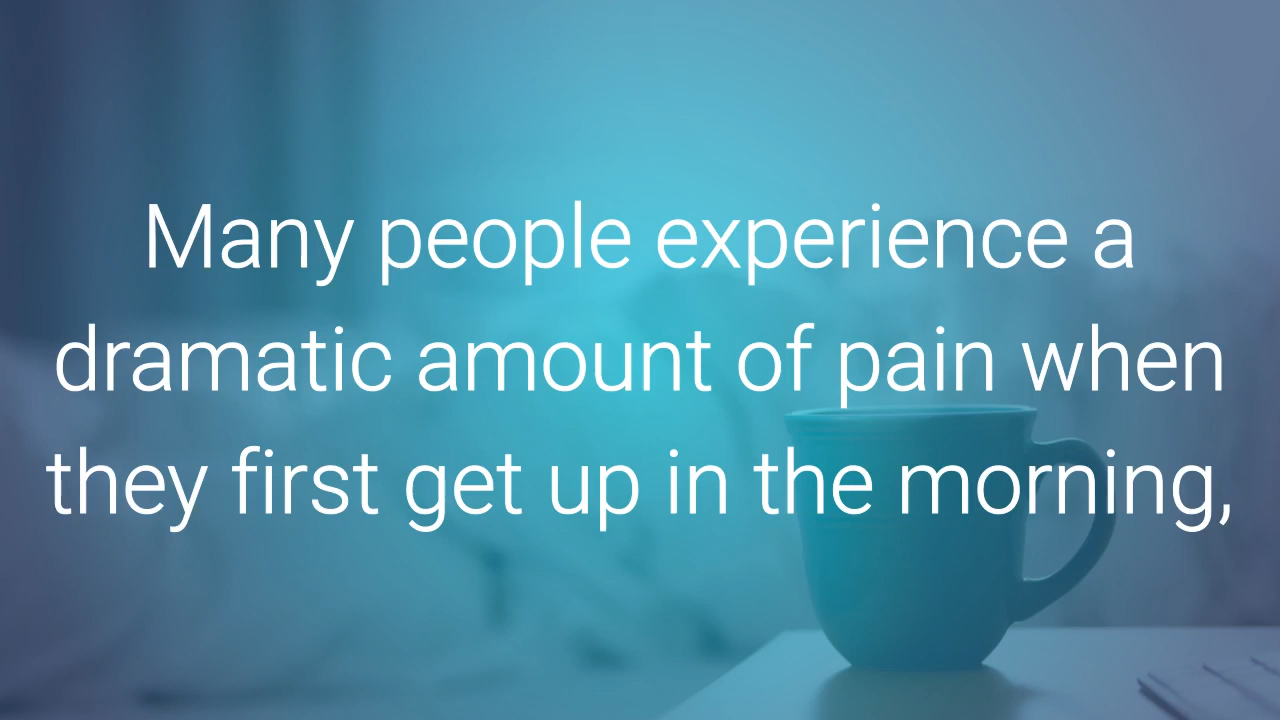 Many people experience a
dramatic amount of pain when
they first get up in the morning,